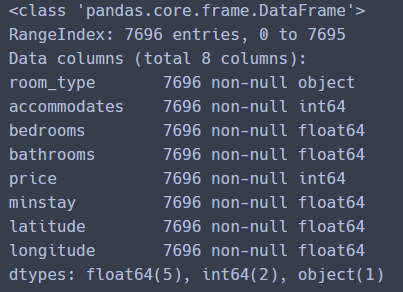 <class 'pandas.core.frame.DataFrame'>
RangeIndex: 7696 entries, 0 to 7695
Data columns (total 8 columns):
room_type       7696 non-null object
accommodates    7696 non-null int64
bedrooms        7696 non-null float64
bathrooms       7696 non-null float64
price           7696 non-null int64
minstay         7696 non-null float64
latitude        7696 non-null float64
longitude       7696 non-null float64
dtypes: float64(5), int64(2), object(1)